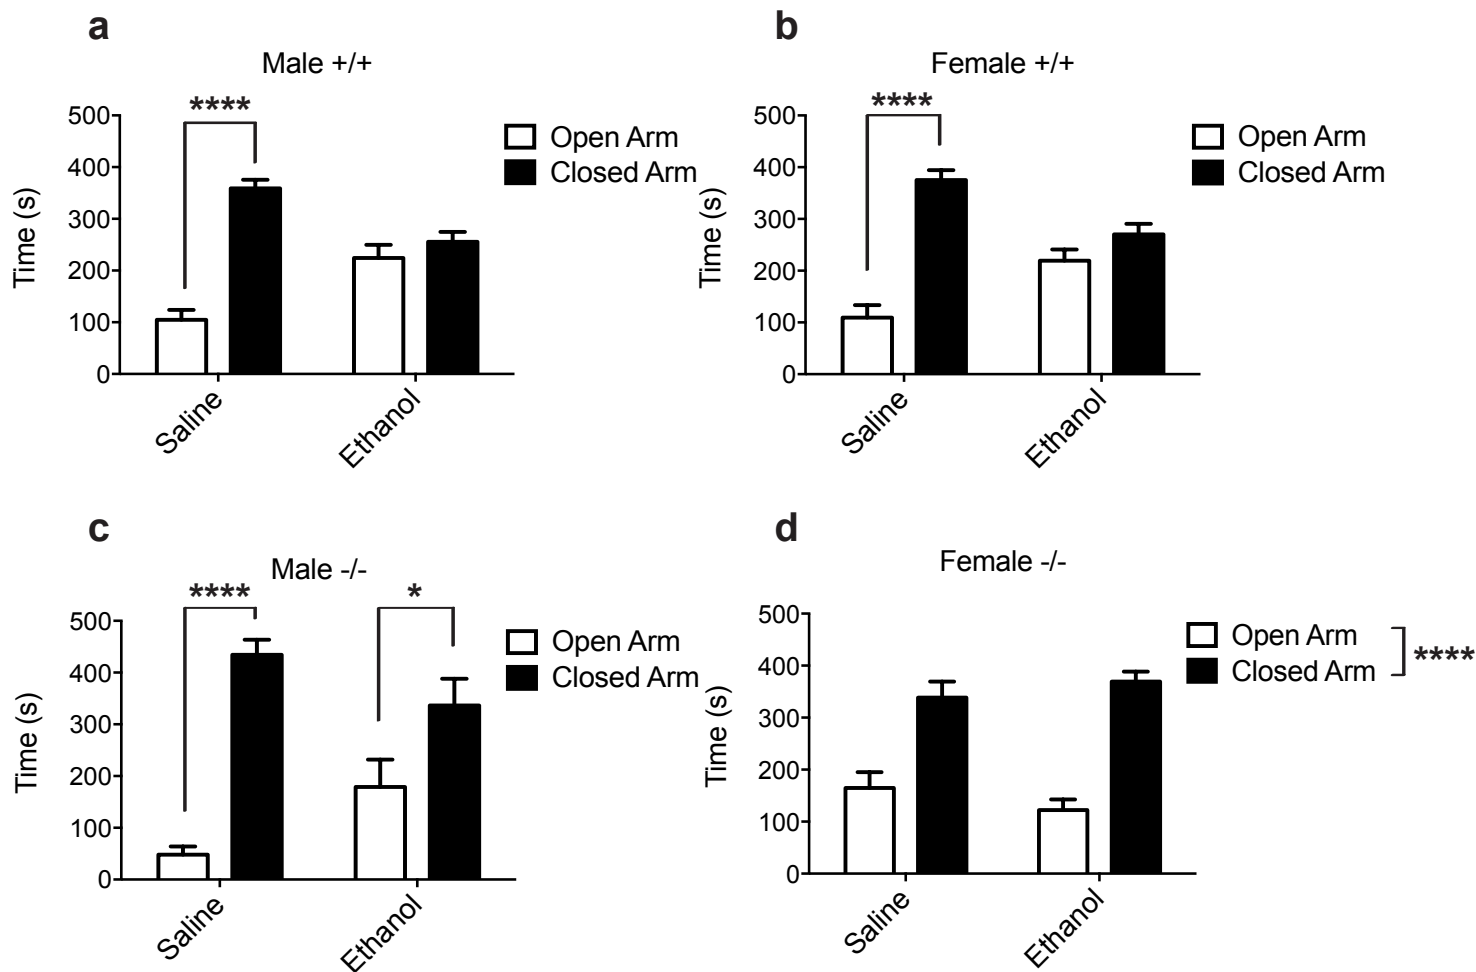 a
Male +/+
****
500
400
300
200
100
0
Time (s)
Saline
Ethanol
Open Arm
Closed Arm
b
Female +/+
****
500
400
300
200
100
0
Time (s)
Saline
Ethanol
Open Arm
Closed Arm
c
Male -/-
****
*
500
400
300
200
100
0
Time (s)
Saline
Ethanol
Open Arm
Closed Arm
d
Female -/-
500
400
300
200
100
0
Time (s)
Saline
Ethanol
Open Arm
Closed Arm
****